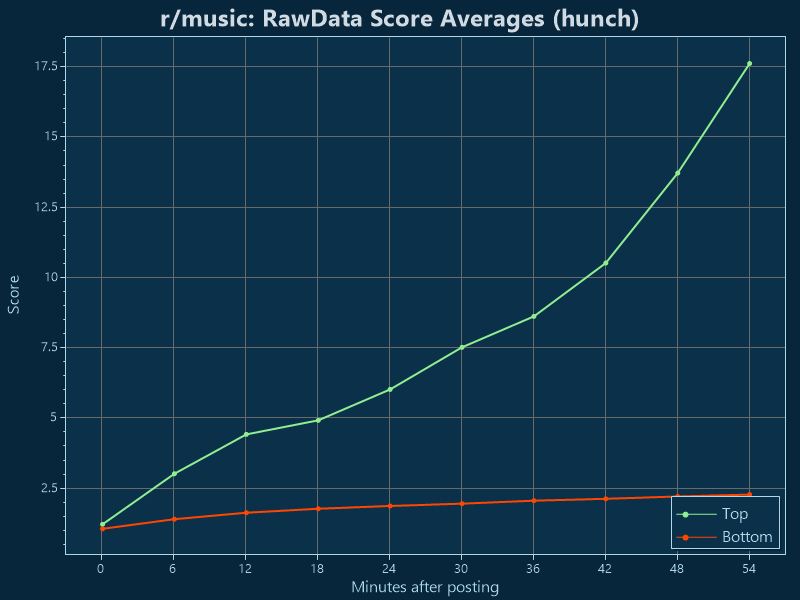 r/music: RawData Score Averages (hunch)
17.5
15
12.5
10
7.5
5
2.5
Score
Top
Bottom
0 6 12 18 24 30 36 42 48 54
Minutes after posting